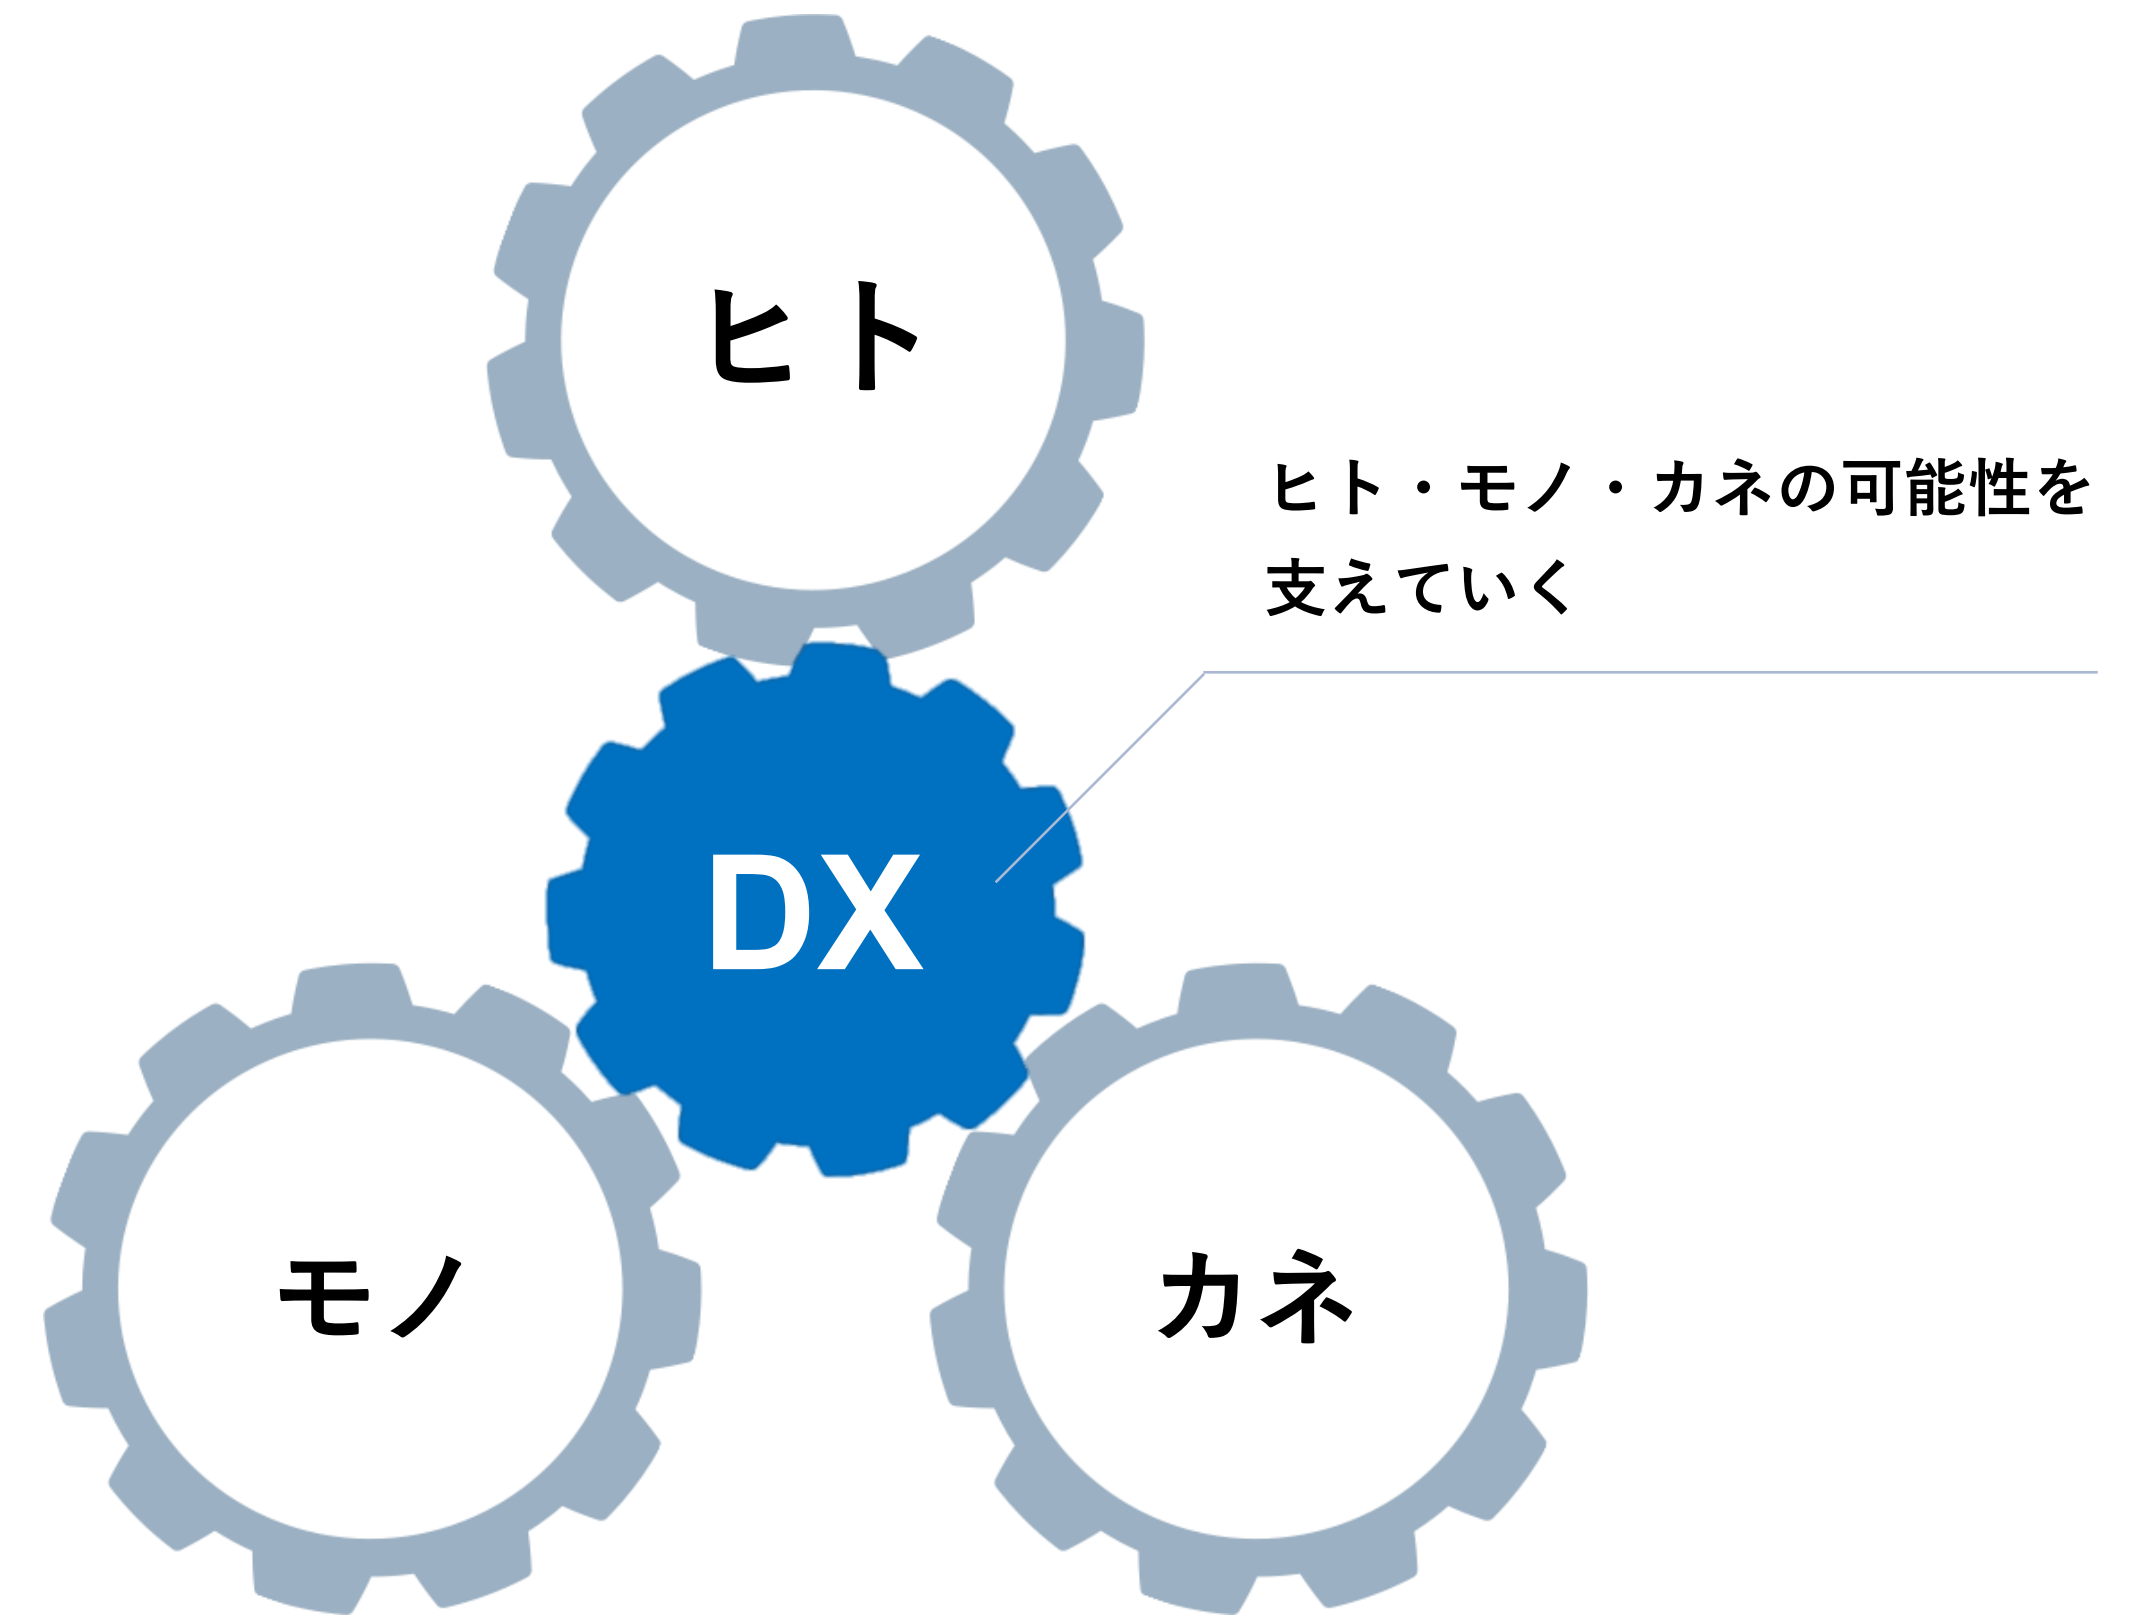 ヒト
ヒト・モノ・カネの可能性を
支えていく
DX
モノ
カネ